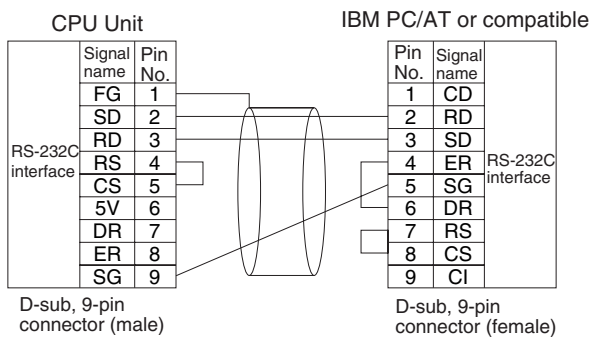 CPU Unit
IBM PC/AT or compatible
RS-232C
interface
Signal
name
Pin
No.
FG 1
SD 2
RD 3
RS 4
CS 5
5V 6
DR 7
ER 8
SG 9
Pin
No.
Signal
name
1 CD
2 RD
3 SD
4 ER
5 SG
6 DR
7 RS
8 CS
9 CI
RS-232C
interface
D-sub, 9-pin
connector (male)
D-sub, 9-pin
connector (female)